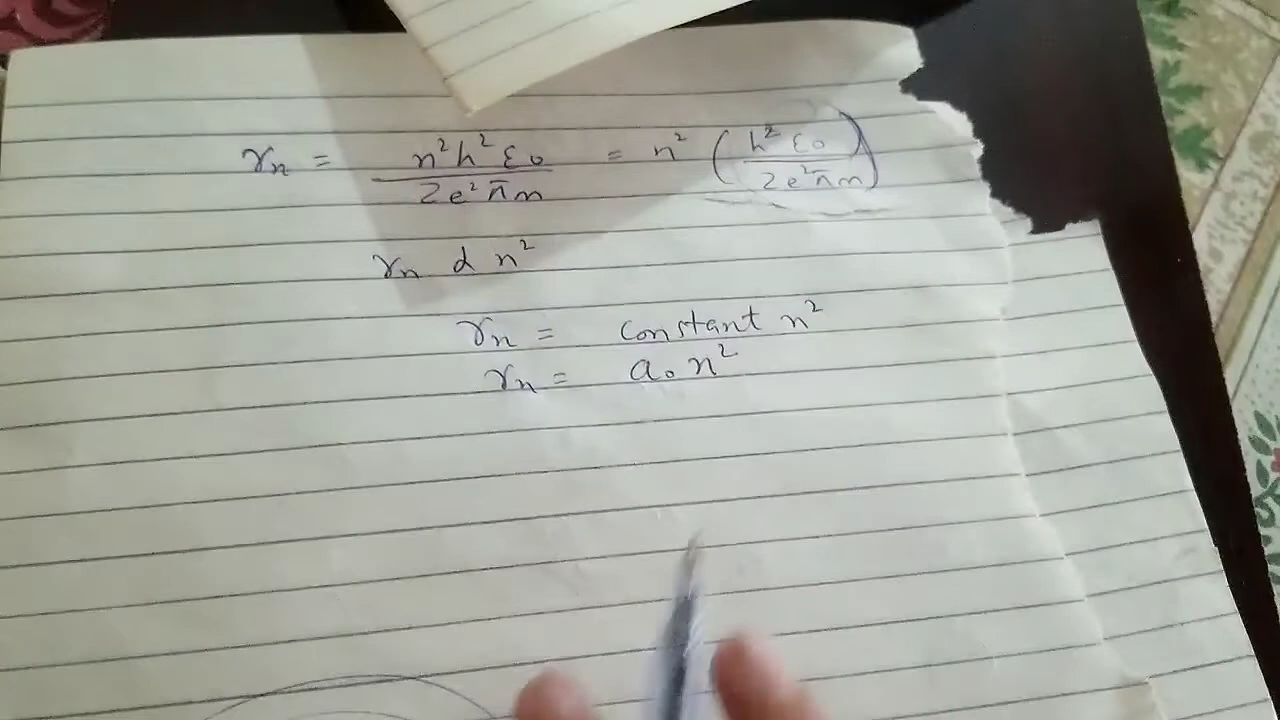 rₙ = n²h²ε₀ / 2e²πm = n² (h²ε₀ / 2e²πm)
rₙ α n²
rₙ = constant n²
rₙ = a₀ n²